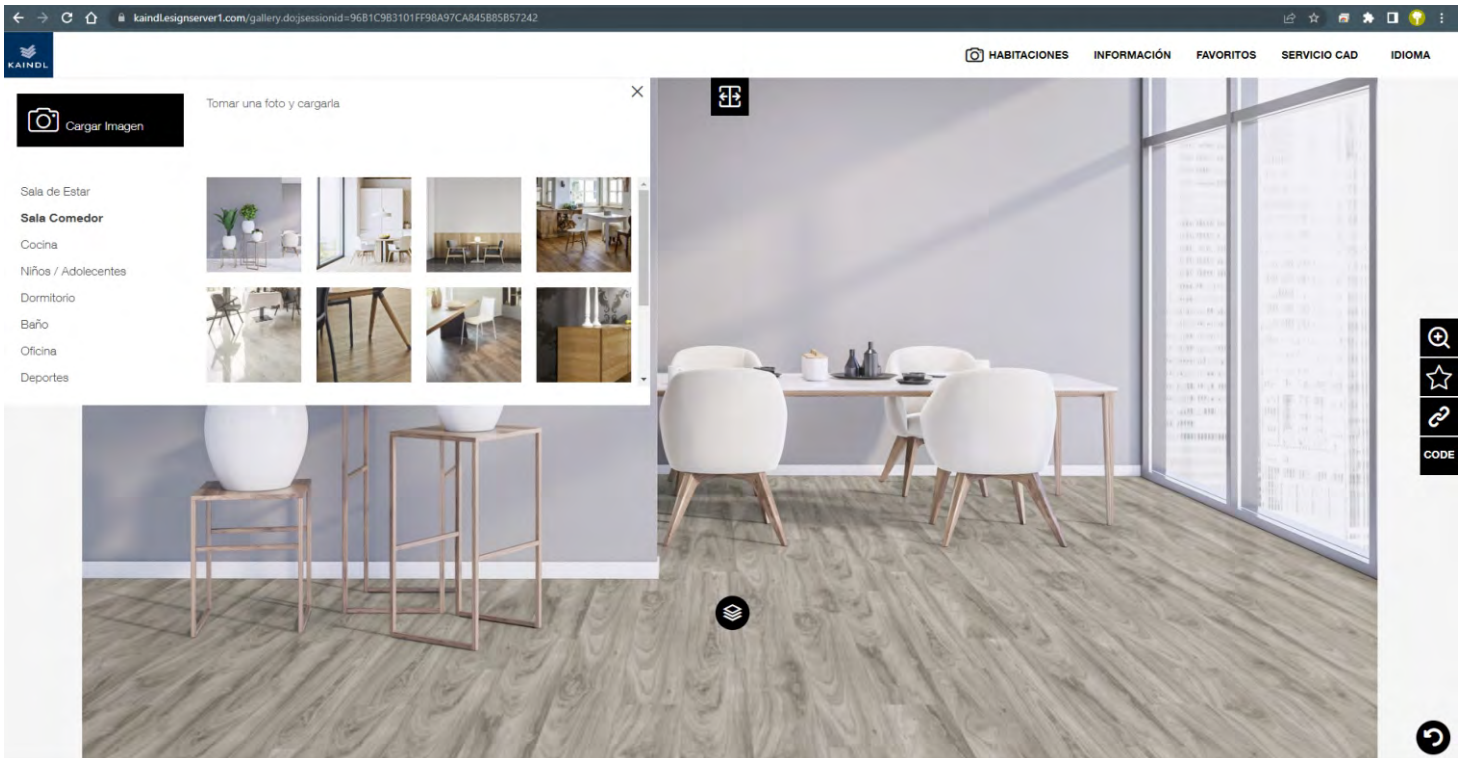 kaindl.esignserver1.com/gallery.do;jsessionid=96B1C9B3101FF98A97CA845B85B57242
KAINDL
HABITACIONES INFORMACIÓN FAVORITOS SERVICIO CAD IDIOMA
Cargar Imagen
Tomar una foto y cargarla
Sala de Estar
Sala Comedor
Cocina
Niños / Adolecentes
Dormitorio
Baño
Oficina
Deportes
CODE